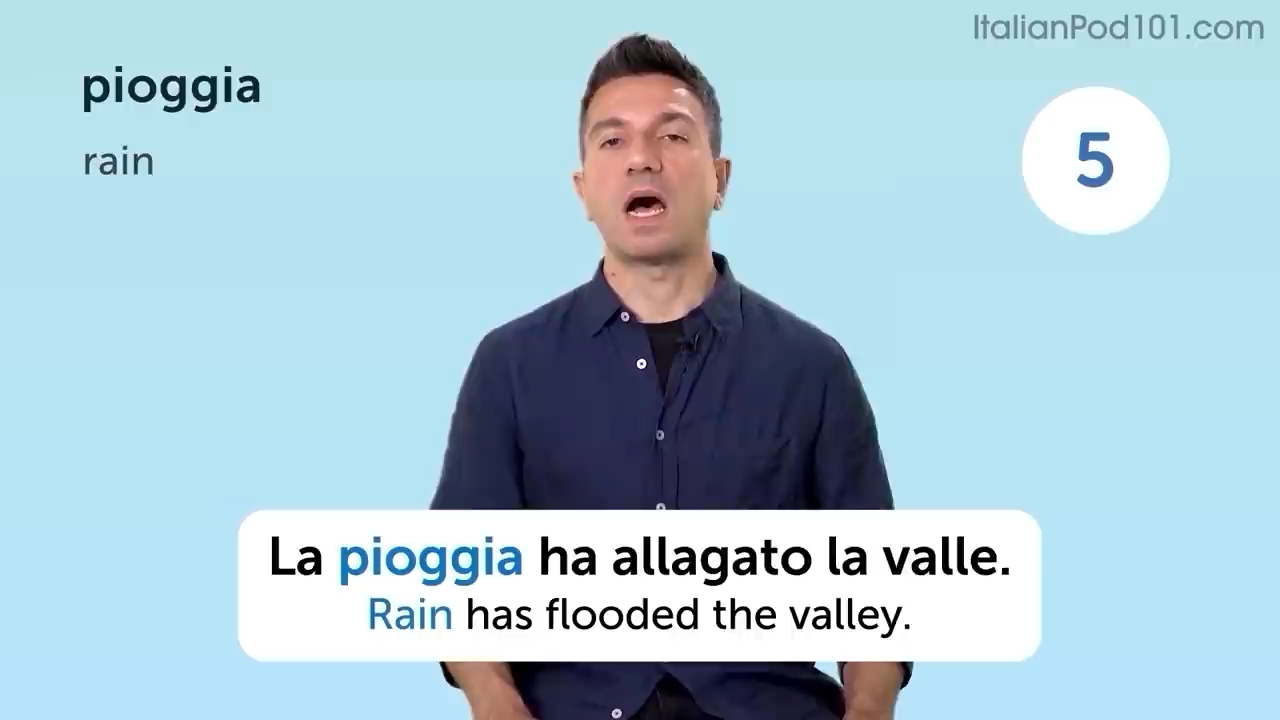 ItalianPod101.com
pioggia
rain
5
La pioggia ha allagato la valle.
Rain has flooded the valley.